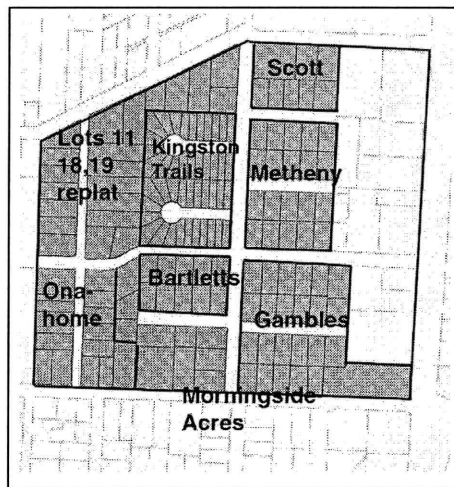 Scott
Lots 11
18,19
replat
Kingston
Trails
Metheny
Bartletts
Ona-
home
Gambles
Morningside
Acres